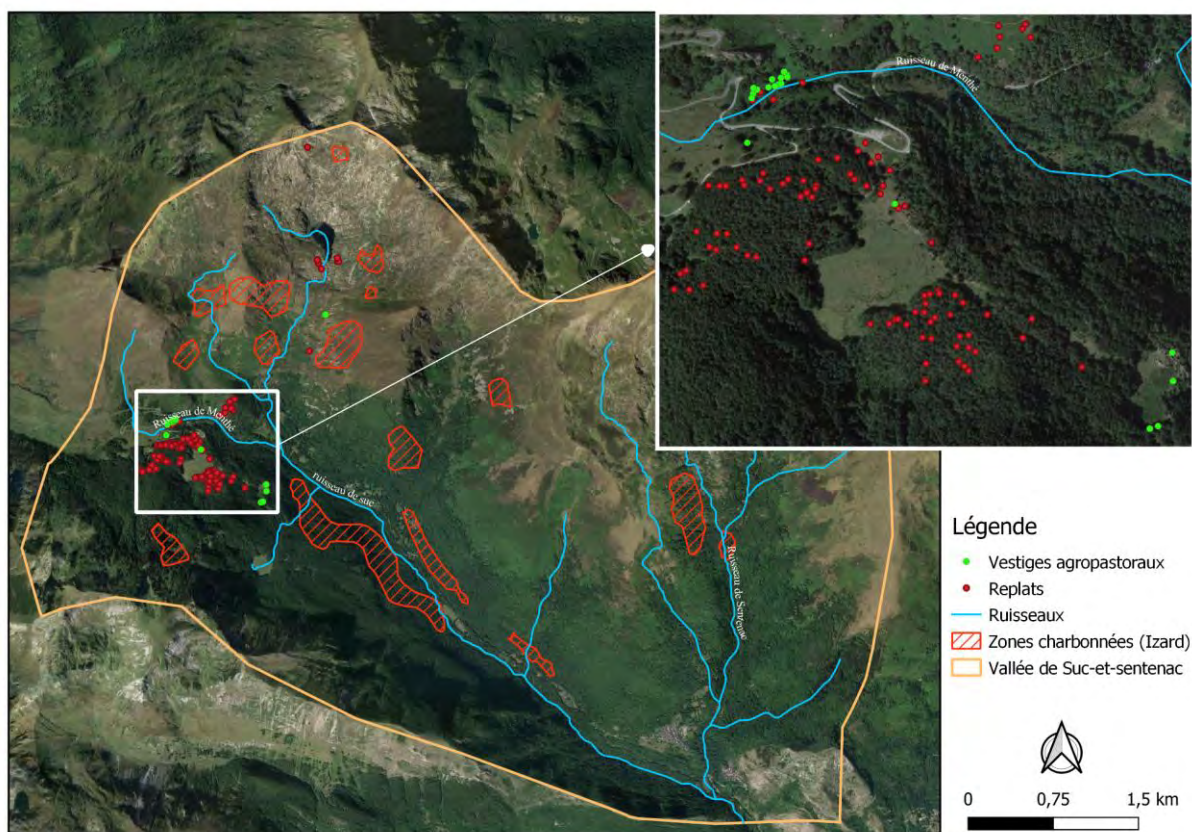 Ruisseau de Menthé
Ruisseau de Menthé
ruisseau de suc
Ruisseau de Sentenac
Légende
Vestiges agropastoraux
Replats
Ruisseaux
Zones charbonnées (Izard)
Vallée de Suc-et-sentenac
0 0,75 1,5 km